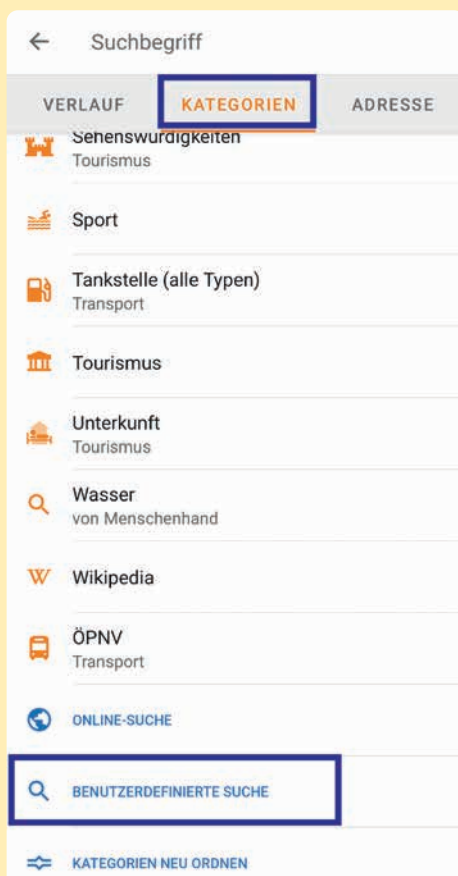 Suchbegriff
VERLAUF KATEGORIEN ADRESSE
Sehenswürdigkeiten
Tourismus
Sport
Tankstelle (alle Typen)
Transport
Tourismus
Unterkunft
Tourismus
Wasser
von Menschenhand
W Wikipedia
ÖPNV
Transport
ONLINE-SUCHE
BENUTZERDEFINIERTE SUCHE
KATEGORIEN NEU ORDNEN